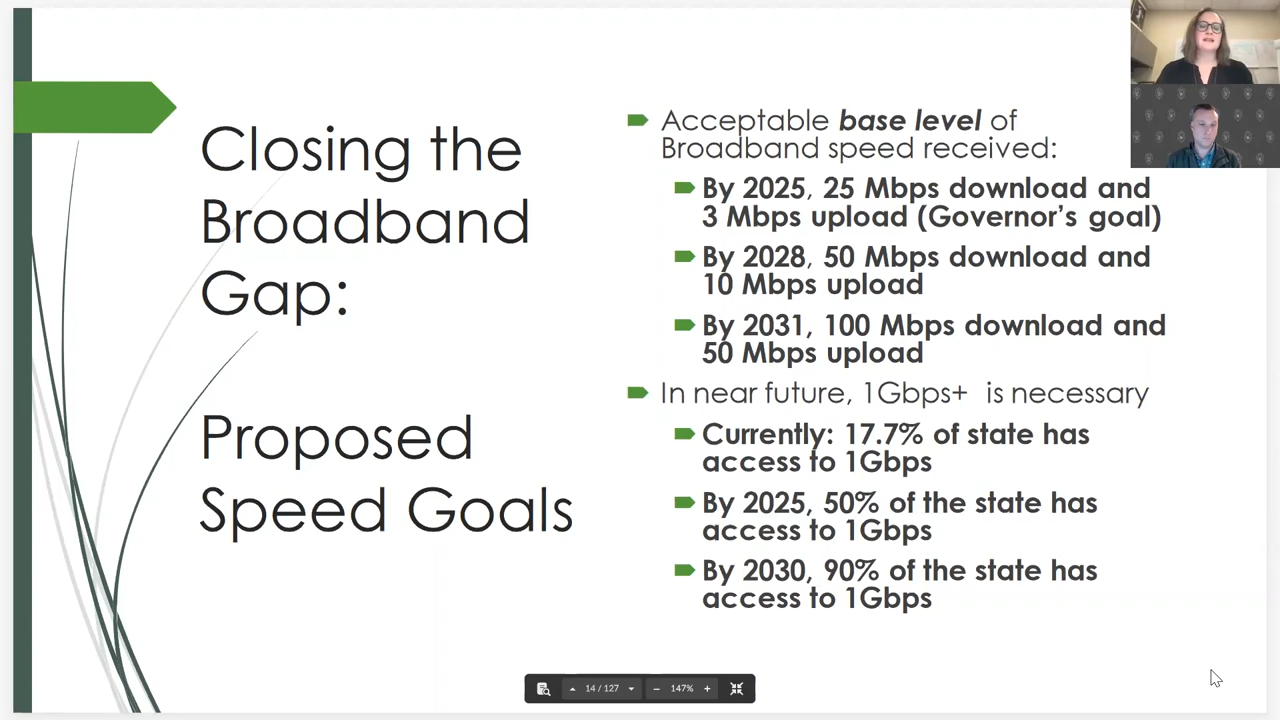 Closing the
Broadband
Gap:
Proposed
Speed Goals
Acceptable base level of
Broadband speed received:
By 2025, 25 Mbps download and
3 Mbps upload (Governor's goal)
By 2028, 50 Mbps download and
10 Mbps upload
By 2031, 100 Mbps download and
50 Mbps upload
In near future, 1Gbps+ is necessary
Currently: 17.7% of state has
access to 1Gbps
By 2025, 50% of the state has
access to 1Gbps
By 2030, 90% of the state has
access to 1Gbps
14 / 127
147%